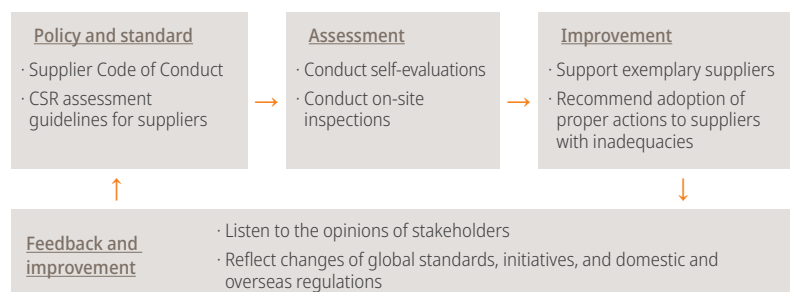 Policy and standard
· Supplier Code of Conduct
· CSR assessment
guidelines for suppliers
→
Assessment
· Conduct self-evaluations
· Conduct on-site
inspections
→
Improvement
· Support exemplary suppliers
· Recommend adoption of
proper actions to suppliers
with inadequacies
↑
↓
Feedback and
improvement
· Listen to the opinions of stakeholders
· Reflect changes of global standards, initiatives, and domestic and
overseas regulations